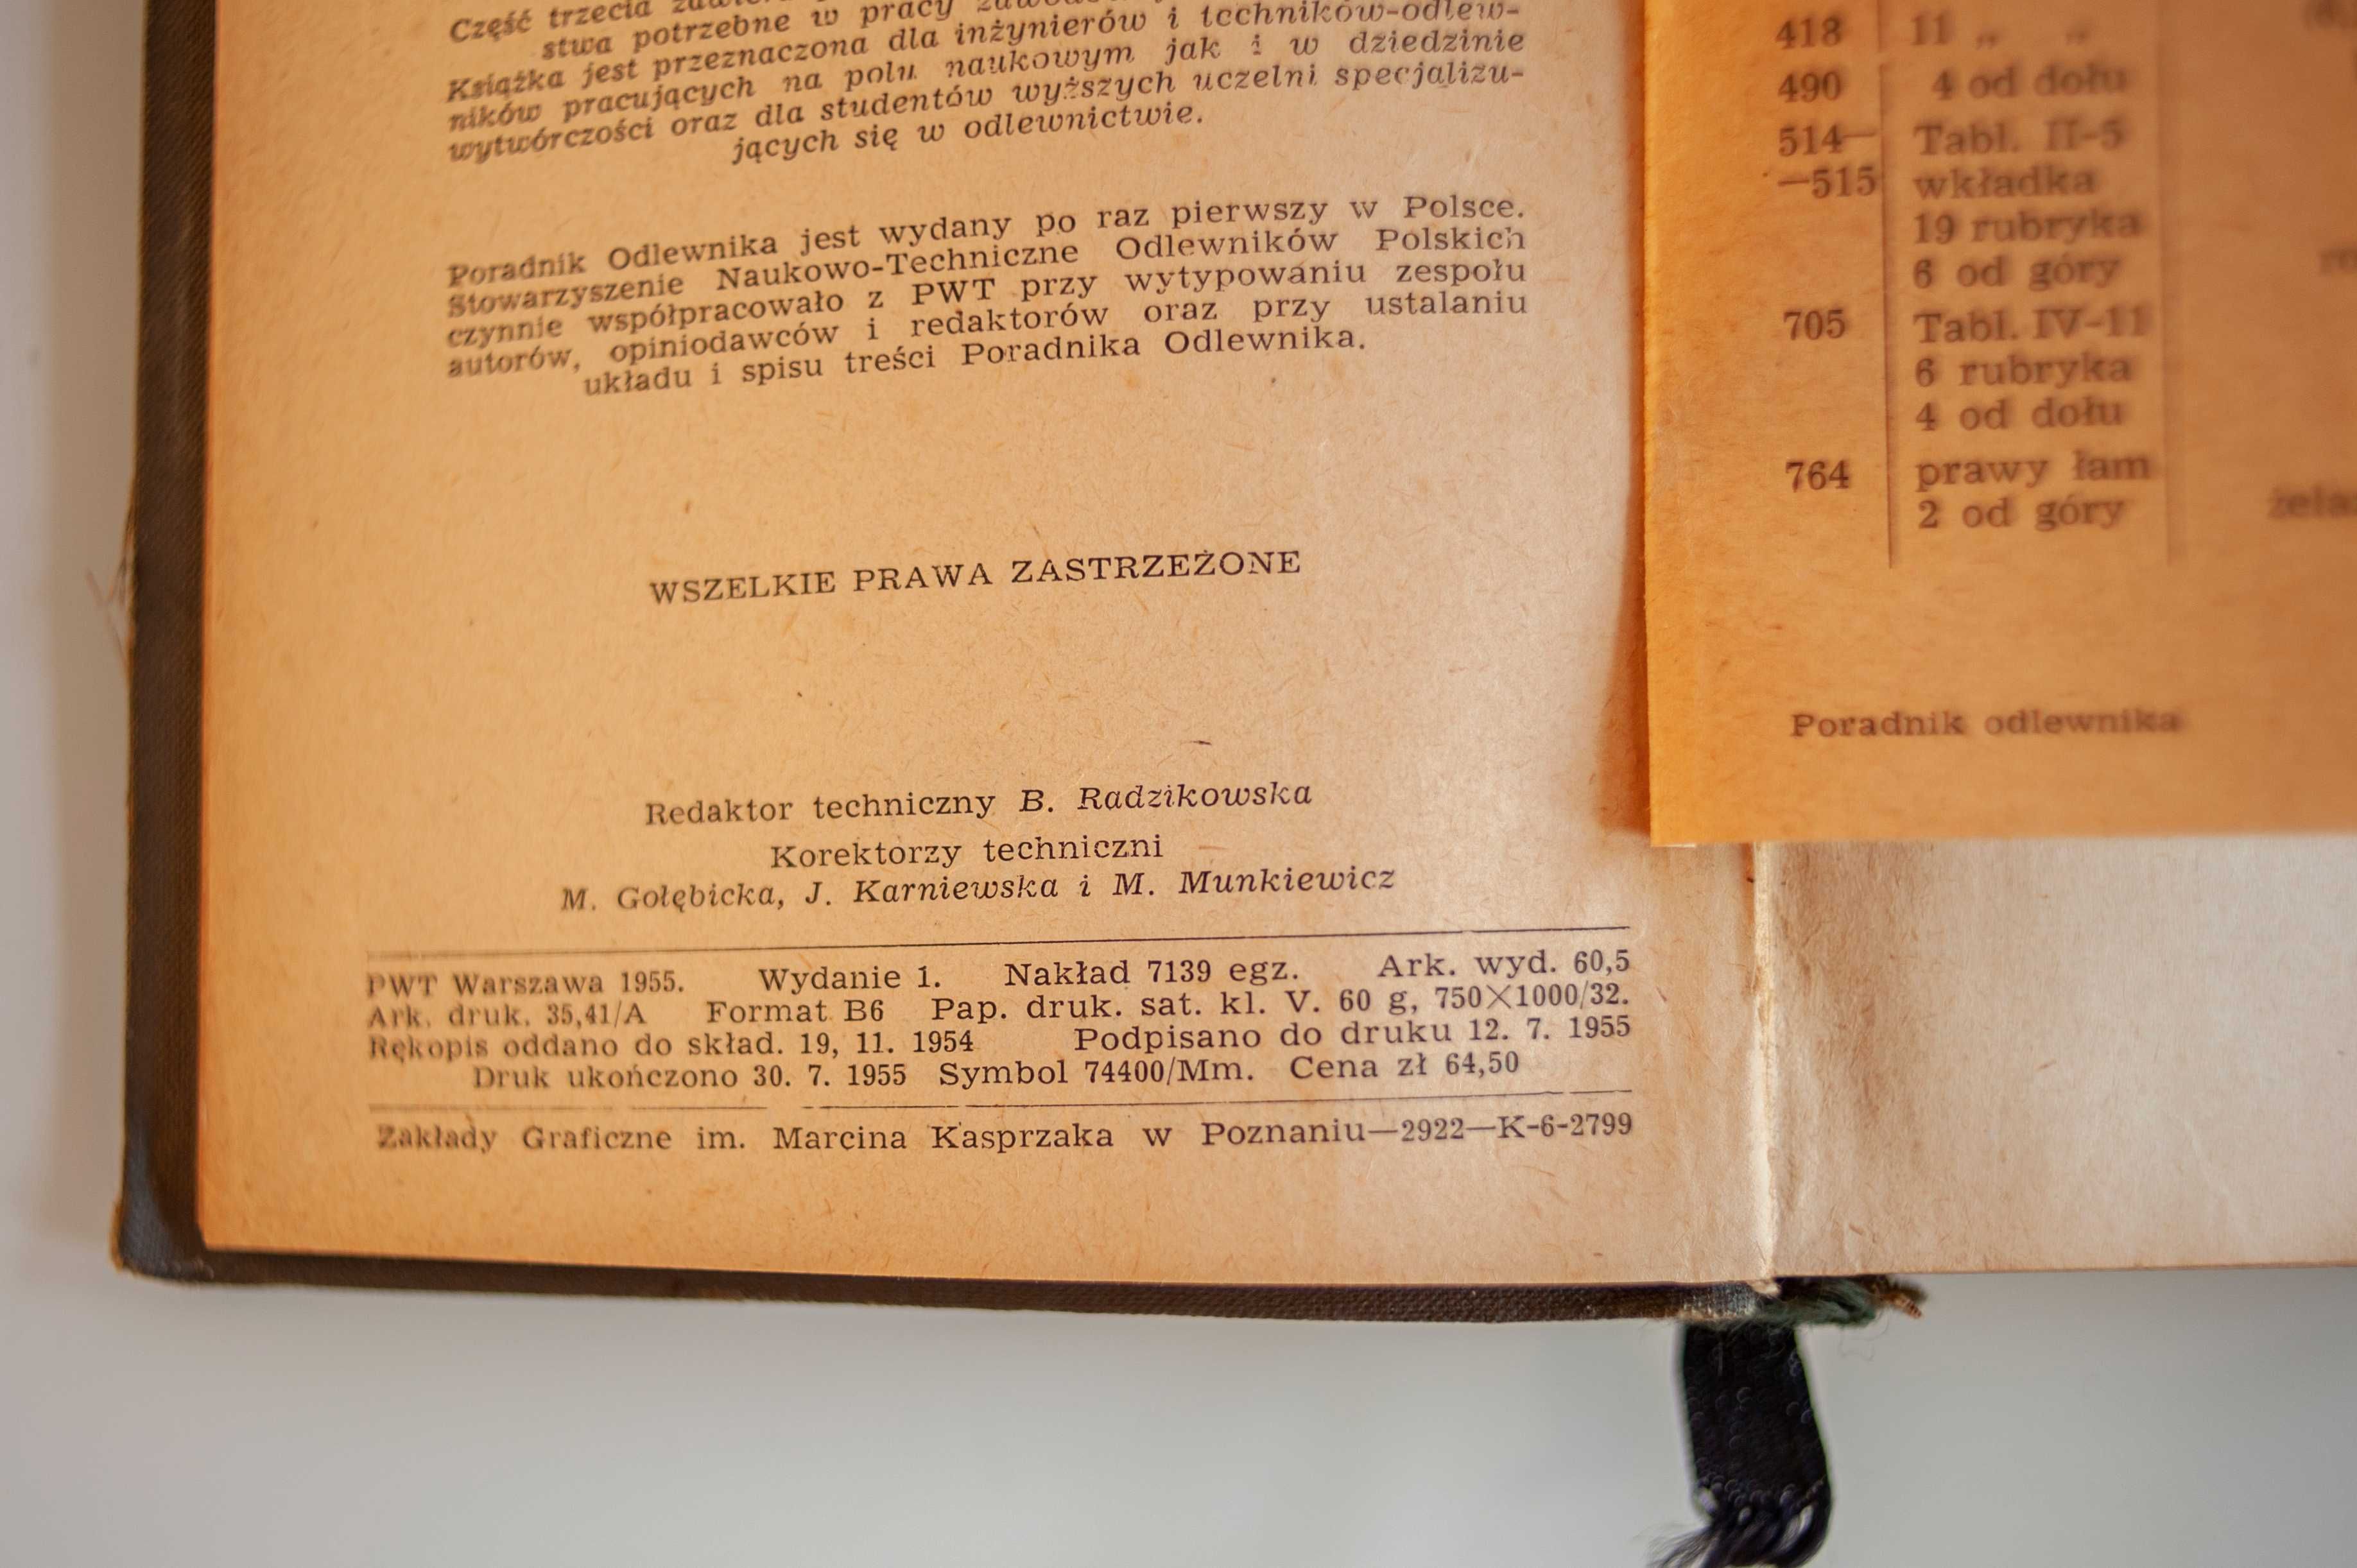 Część trzecia
stwa potrzebne w pracy
Książka jest przeznaczona dla inżynierów i techników-odlew-
ników pracujących na polu naukowym jak i w dziedzinie
wytwórczości oraz dla studentów wyższych uczelni specjalizu-
jących się w odlewnictwie.
Poradnik Odlewnika jest wydany po raz pierwszy w Polsce.
Stowarzyszenie Naukowo-Techniczne Odlewników Polskich
czynnie współpracowało z PWT przy wytypowaniu zespołu
autorów, opiniodawców i redaktorów oraz przy ustalaniu
układu i spisu treści Poradnika Odlewnika.
WSZELKIE PRAWA ZASTRZEŻONE
Redaktor techniczny B. Radzikowska
Korektorzy techniczni
M. Gołębicka, J. Karniewska i M. Munkiewicz
PWT Warszawa 1955. Wydanie 1. Nakład 7139 egz. Ark. wyd. 60,5
Ark. druk. 35,41/A Format B6 Pap. druk. sat. kl. V. 60 g, 750×1000/32.
Rękopis oddano do skład. 19, 11. 1954 Podpisano do druku 12. 7. 1955
Druk ukończono 30. 7. 1955 Symbol 74400/Mm. Cena zł 64,50
Zakłady Graficzne im. Marcina Kasprzaka w Poznaniu—2922—K-6-2799
418 11 „ „
490 4 od dołu
514— Tabl. II-5
—515 wkładka
19 rubryka
6 od góry
705 Tabl. IV-11
6 rubryka
4 od dołu
764 prawy łam
2 od góry
Poradnik odlewnika